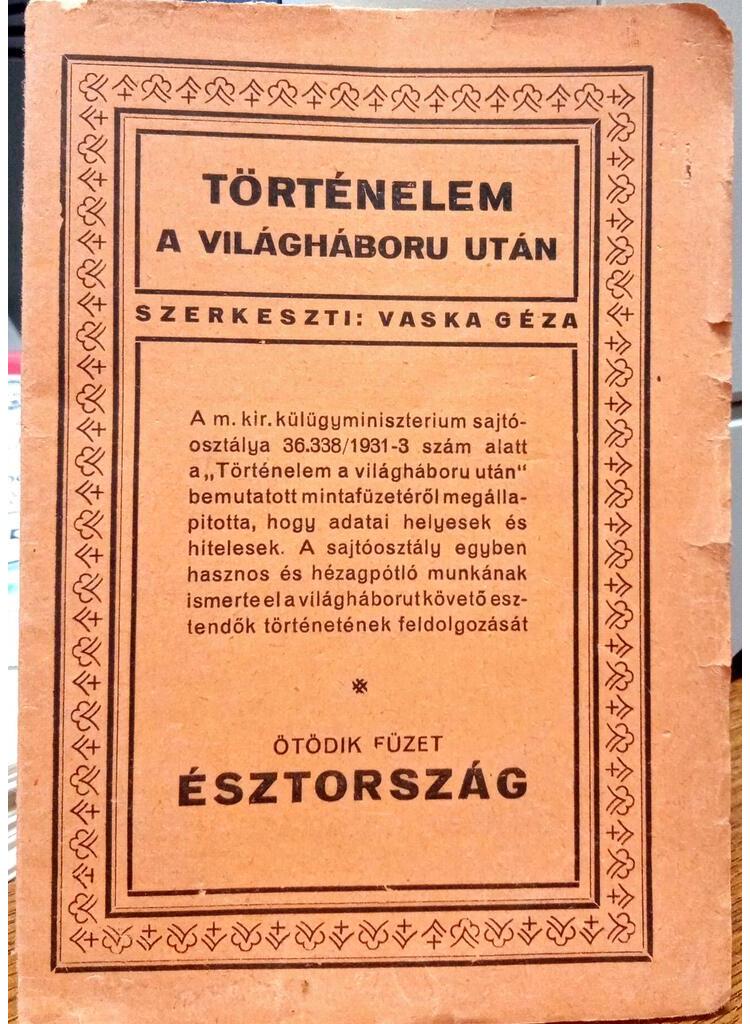 TÖRTÉNELEM
A VILÁGHÁBORU UTÁN
SZERKESZTI: VASKA GÉZA
A m. kir. külügyminiszterium sajtó-
osztálya 36.338/1931-3 szám alatt
a „Történelem a világháboru után“
bemutatott mintafüzetéről megálla-
pitotta, hogy adatai helyesek és
hitelesek. A sajtóosztály egyben
hasznos és hézagpótló munkának
ismerte el a világháborut követő esz-
tendők történetének feldolgozását
ÖTÖDIK FÜZET
ÉSZTORSZÁG